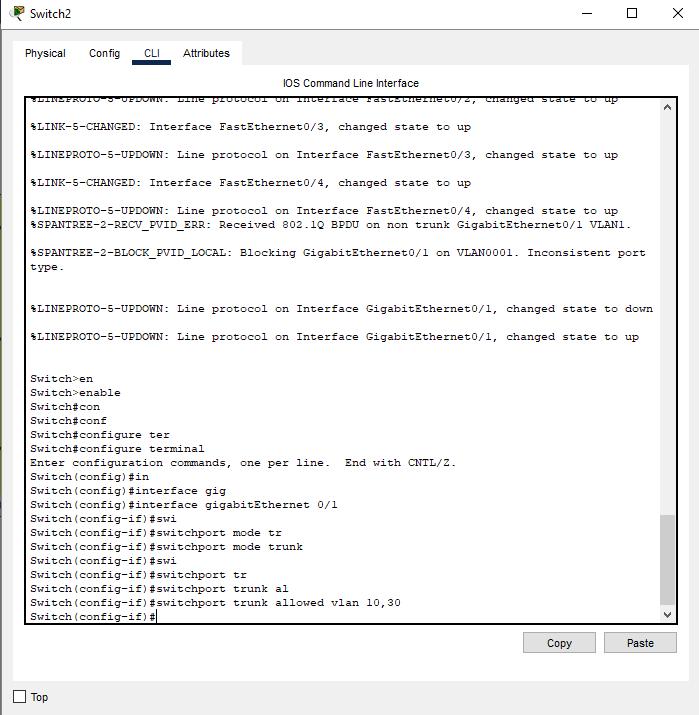 Switch2
Physical Config CLI Attributes
IOS Command Line Interface
%LINEPROTO-5-UPDOWN: Line protocol on Interface FastEthernet0/2, changed state to up
%LINK-5-CHANGED: Interface FastEthernet0/3, changed state to up
%LINEPROTO-5-UPDOWN: Line protocol on Interface FastEthernet0/3, changed state to up
%LINK-5-CHANGED: Interface FastEthernet0/4, changed state to up
%LINEPROTO-5-UPDOWN: Line protocol on Interface FastEthernet0/4, changed state to up
%SPANTREE-2-RECV_PVID_ERR: Received 802.1Q BPDU on non trunk GigabitEthernet0/1 VLAN1.
%SPANTREE-2-BLOCK_PVID_LOCAL: Blocking GigabitEthernet0/1 on VLAN0001. Inconsistent port
type.
%LINEPROTO-5-UPDOWN: Line protocol on Interface GigabitEthernet0/1, changed state to down
%LINEPROTO-5-UPDOWN: Line protocol on Interface GigabitEthernet0/1, changed state to up
Switch>en
Switch>enable
Switch#con
Switch#conf
Switch#configure ter
Switch#configure terminal
Enter configuration commands, one per line.  End with CNTL/Z.
Switch(config)#in
Switch(config)#interface gig
Switch(config)#interface gigabitEthernet 0/1
Switch(config-if)#swi
Switch(config-if)#switchport mode tr
Switch(config-if)#switchport mode trunk
Switch(config-if)#swi
Switch(config-if)#switchport tr
Switch(config-if)#switchport trunk al
Switch(config-if)#switchport trunk allowed vlan 10,30
Switch(config-if)#
Copy Paste
Top